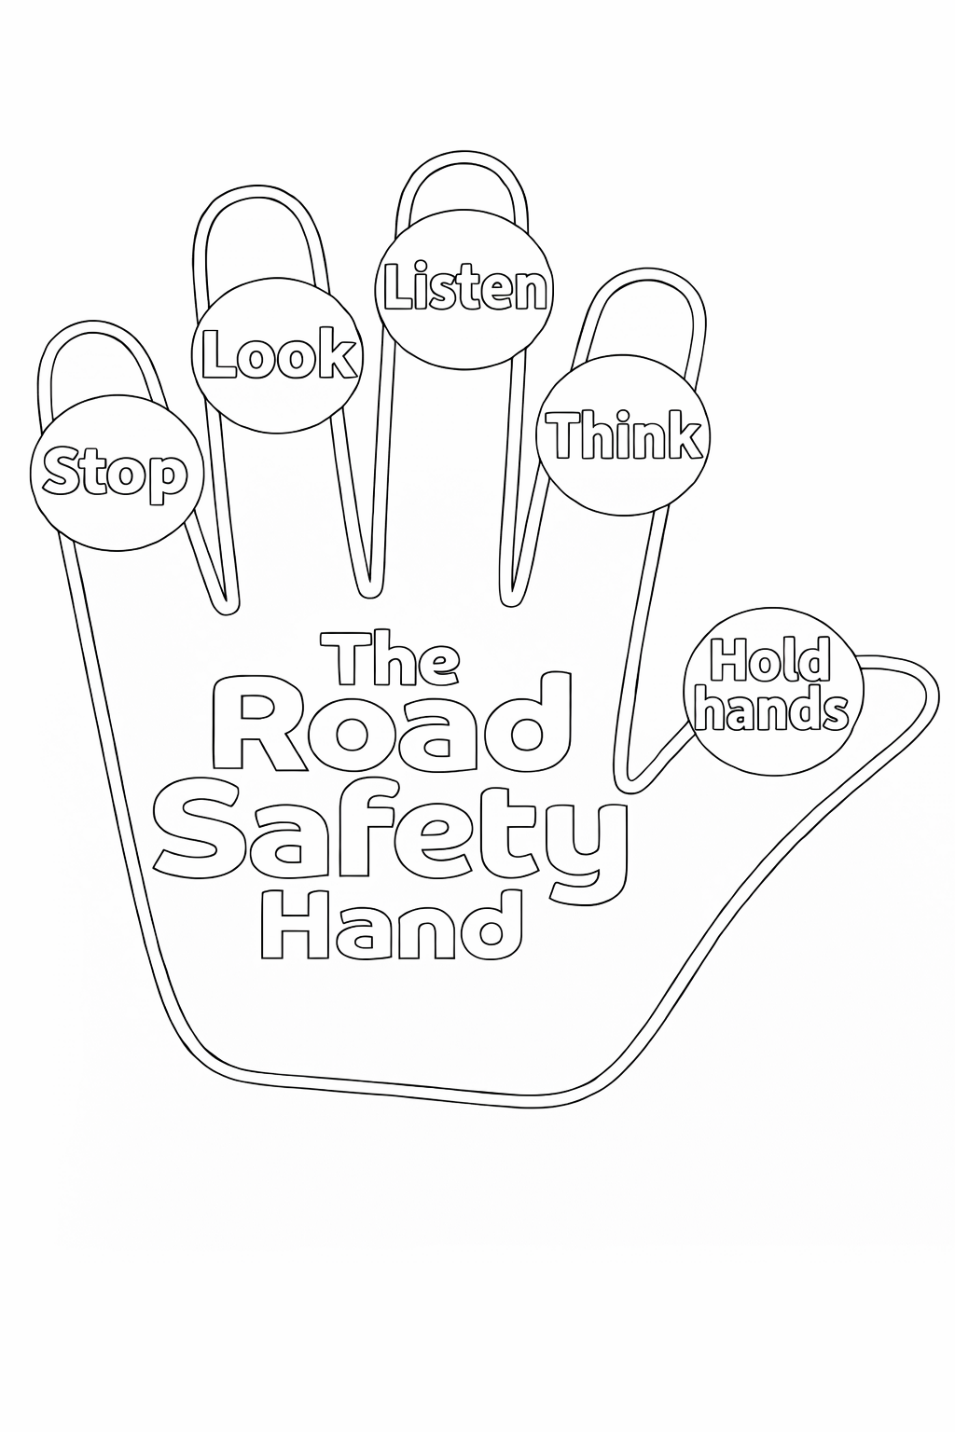 Stop
Look
Listen
Think
Hold
hands
The
Road
Safety
Hand